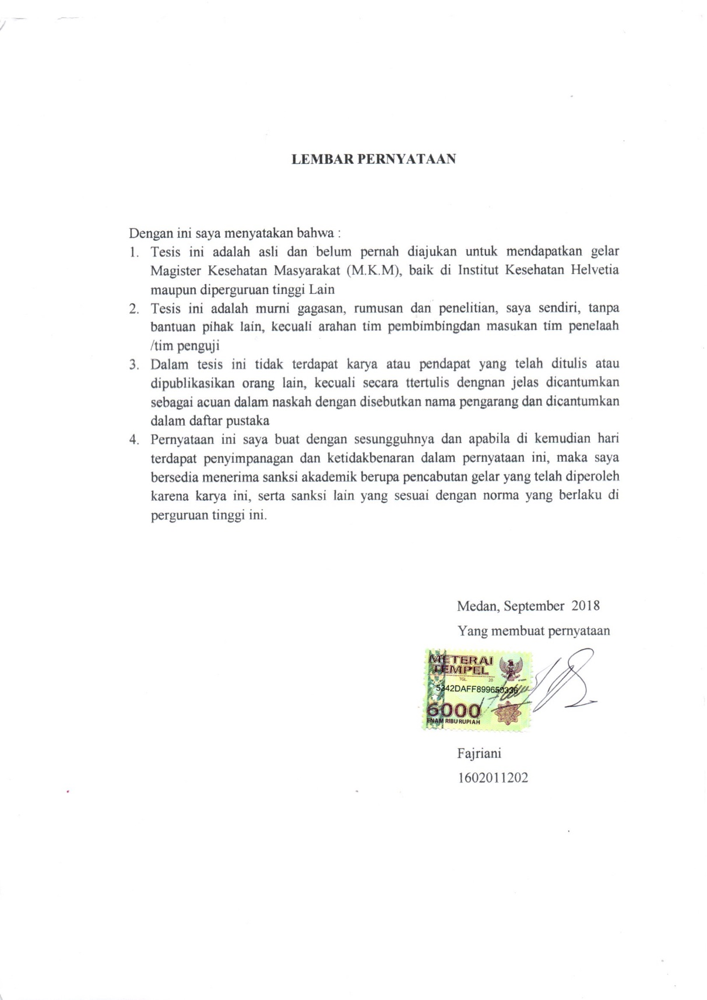 LEMBAR PERNYATAAN
Dengan ini saya menyatakan bahwa :
1. Tesis ini adalah asli dan belum pernah diajukan untuk mendapatkan gelar
Magister Kesehatan Masyarakat (M.K.M), baik di Institut Kesehatan Helvetia
maupun diperguruan tinggi Lain
2. Tesis ini adalah murni gagasan, rumusan dan penelitian, saya sendiri, tanpa
bantuan pihak lain, kecuali arahan tim pembimbingdan masukan tim penelaah
/tim penguji
3. Dalam tesis ini tidak terdapat karya atau pendapat yang telah ditulis atau
dipublikasikan orang lain, kecuali secara ttertulis dengnan jelas dicantumkan
sebagai acuan dalam naskah dengan disebutkan nama pengarang dan dicantumkan
dalam daftar pustaka
4. Pernyataan ini saya buat dengan sesungguhnya dan apabila di kemudian hari
terdapat penyimpanagan dan ketidakbenaran dalam pernyataan ini, maka saya
bersedia menerima sanksi akademik berupa pencabutan gelar yang telah diperoleh
karena karya ini, serta sanksi lain yang sesuai dengan norma yang berlaku di
perguruan tinggi ini.
Medan, September 2018
Yang membuat pernyataan
METERAI
TEMPEL
TGL. 20
5342DAFF899650336
6000
ENAM RIBU RUPIAH
Fajriani
1602011202